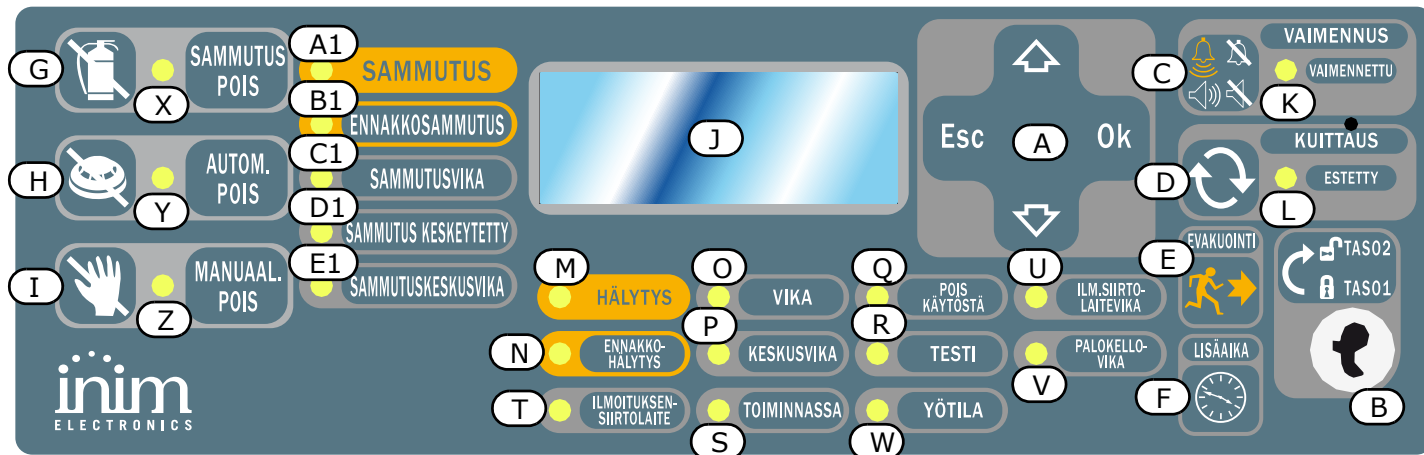 G
X
SAMMUTUS
POIS
H
Y
AUTOM.
POIS
I
Z
MANUAAL.
POIS
A1
SAMMUTUS
B1
ENNAKKOSAMMUTUS
C1
SAMMUTUSVIKA
D1
SAMMUTUS KESKEYTETTY
E1
SAMMUTUSKESKUSVIKA
J
Esc
A
Ok
C
VAIMENNUS
VAIMENNETTU
K
D
KUITTAUS
ESTETTY
L
E
EVAKUOINTI
TASO2
TASO1
B
F
LISÄAIKA
M
HÄLYTYS
N
ENNAKKO-
HÄLYTYS
T
ILMOITUKSEN-
SIIRTOLAITE
O
VIKA
P
KESKUSVIKA
S
TOIMINNASSA
Q
POIS
KÄYTÖSTÄ
R
TESTI
W
YÖTILA
U
ILM.SIIRTO-
LAITEVIKA
V
PALOKELLO-
VIKA
inim
ELECTRONICS